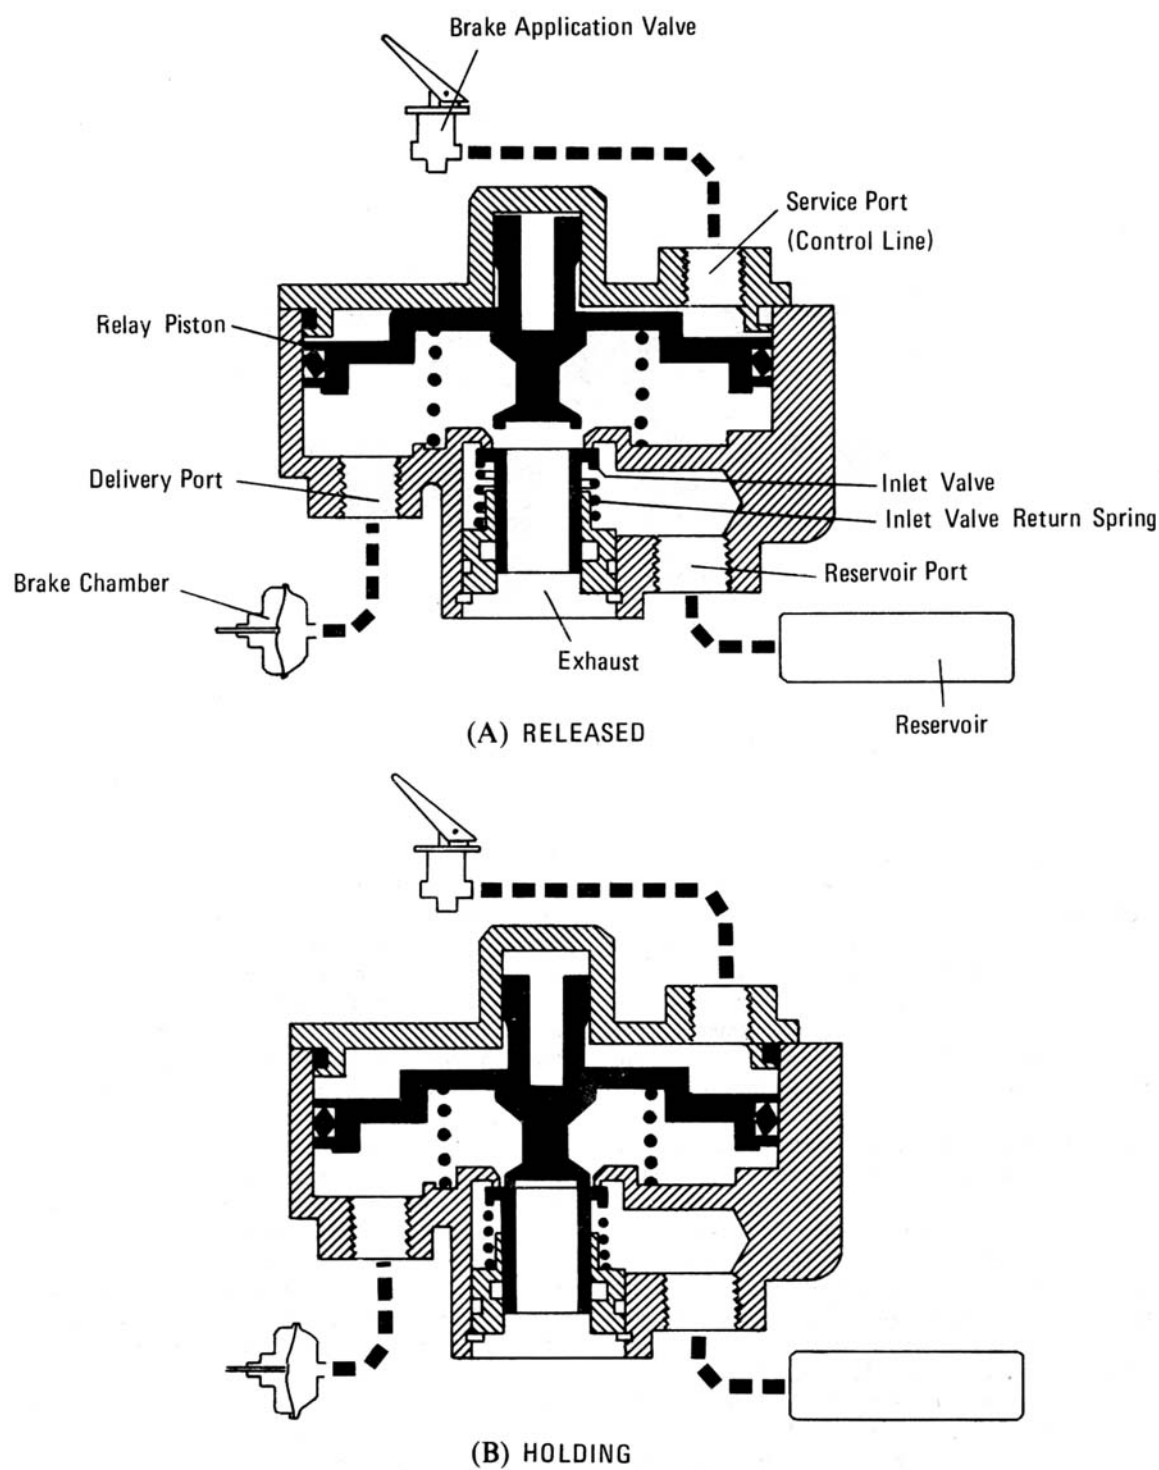 Brake Application Valve
Service Port
(Control Line)
Relay Piston
Delivery Port
Inlet Valve
Inlet Valve Return Spring
Reservoir Port
Brake Chamber
Exhaust
Reservoir
(A) RELEASED
(B) HOLDING